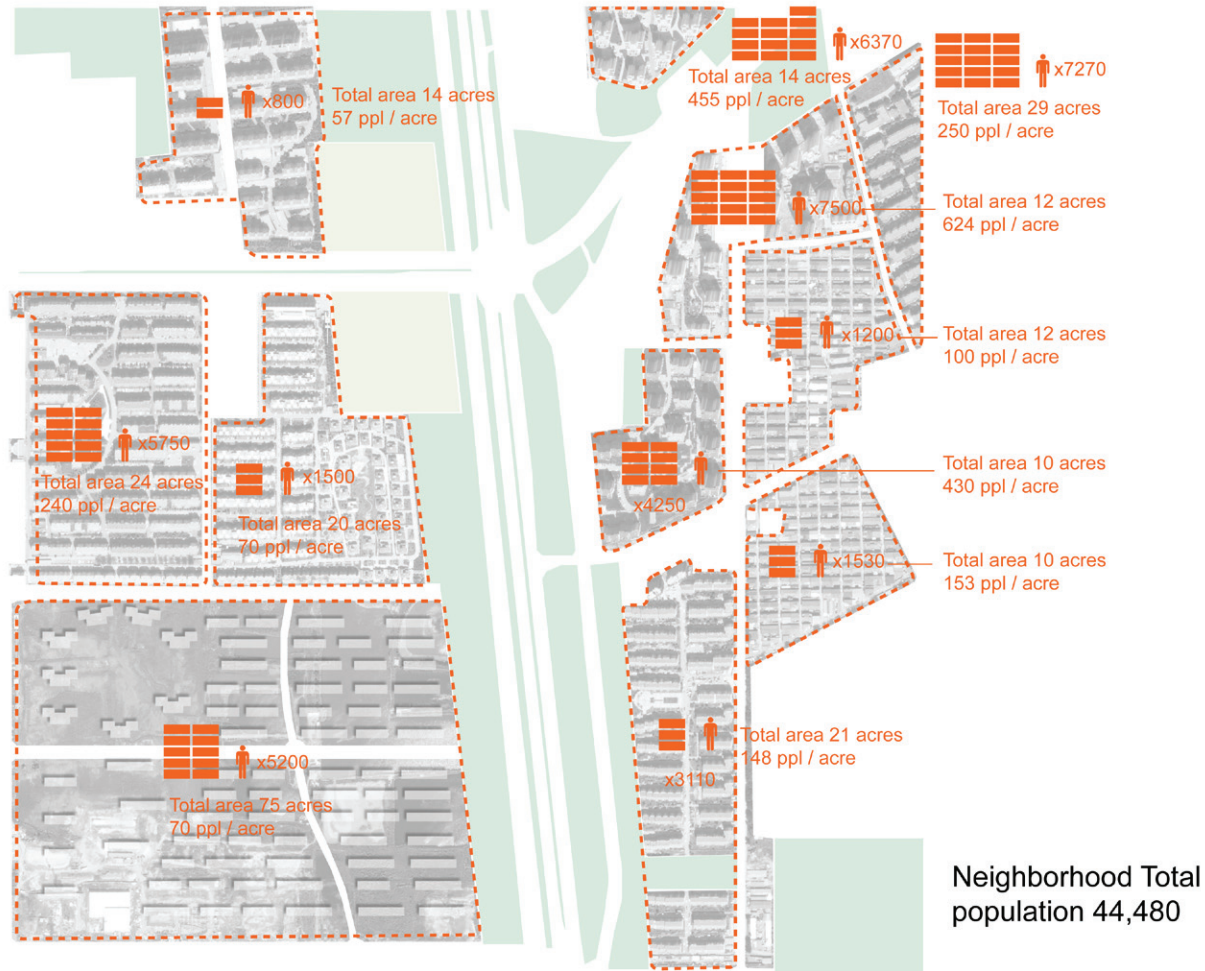 x6370
Total area 14 acres
455 ppl / acre
x7270
Total area 29 acres
250 ppl / acre
x800
Total area 14 acres
57 ppl / acre
x7500
Total area 12 acres
624 ppl / acre
x1200
Total area 12 acres
100 ppl / acre
x5750
Total area 24 acres
240 ppl / acre
x1500
Total area 20 acres
70 ppl / acre
x4250
Total area 10 acres
430 ppl / acre
x1530
Total area 10 acres
153 ppl / acre
x5200
Total area 75 acres
70 ppl / acre
x3110
Total area 21 acres
148 ppl / acre
Neighborhood Total
population 44,480